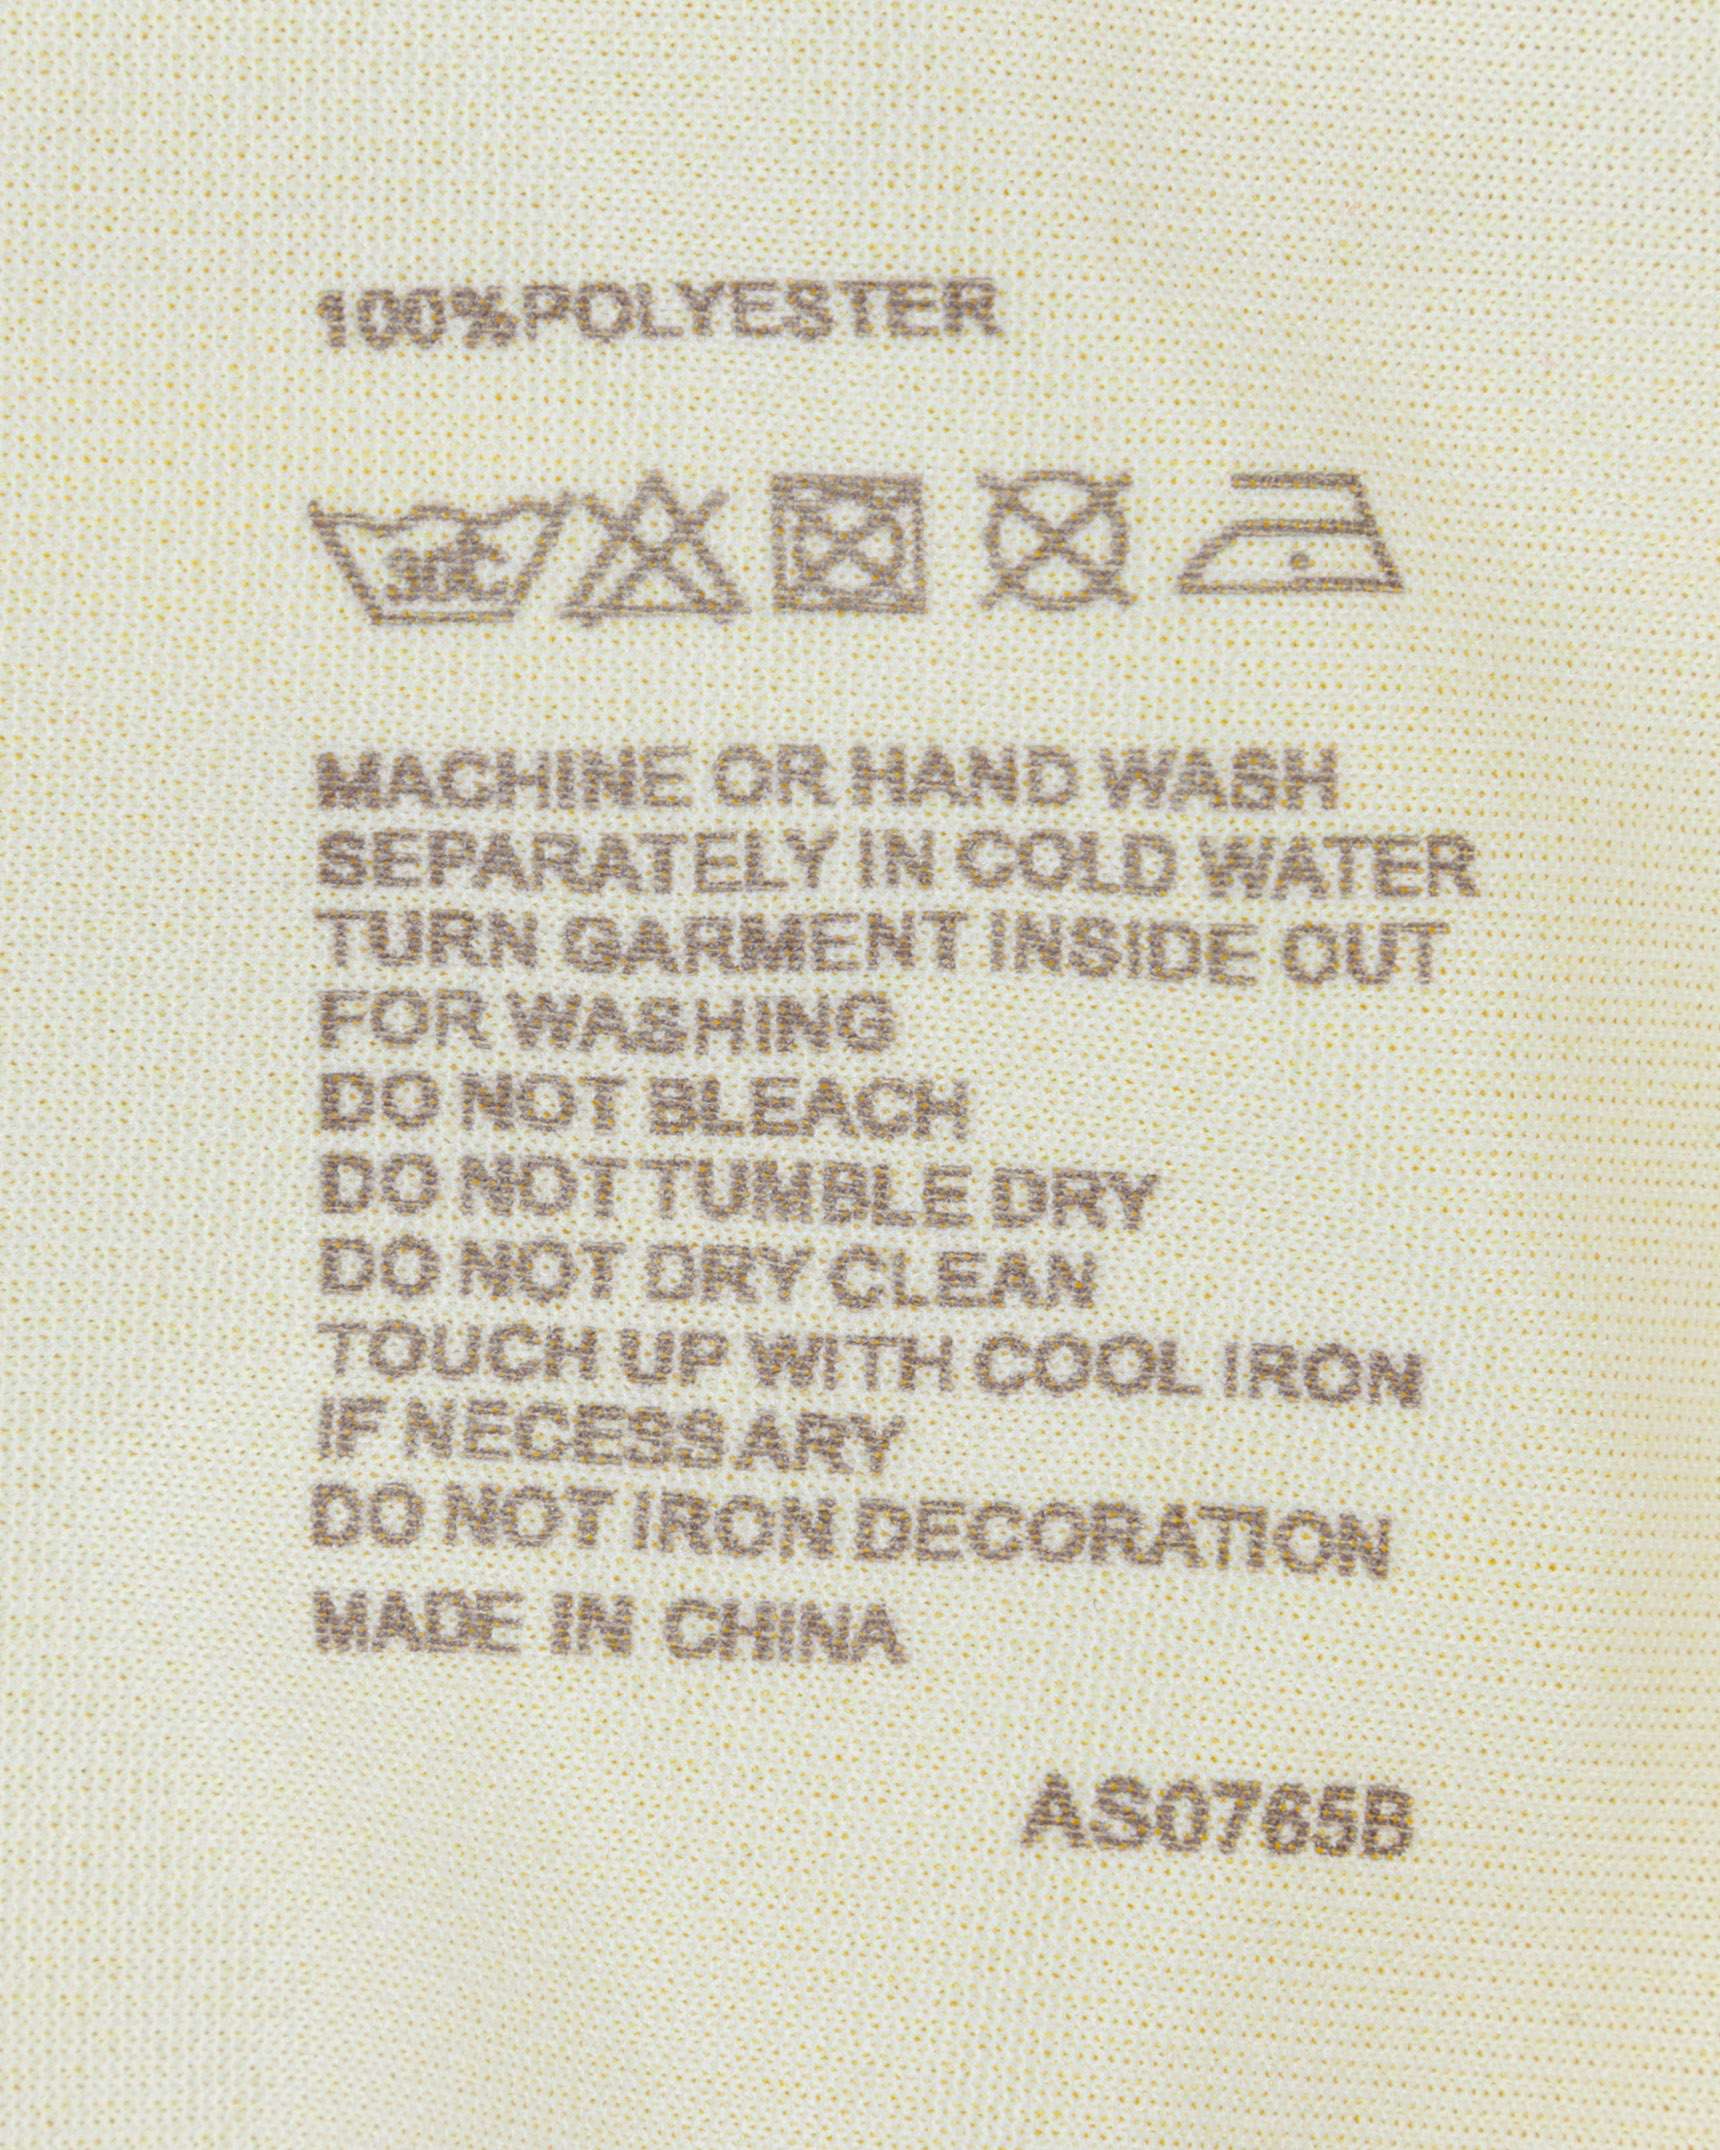 100%POLYESTER
30C
MACHINE OR HAND WASH
SEPARATELY IN COLD WATER
TURN GARMENT INSIDE OUT
FOR WASHING
DO NOT BLEACH
DO NOT TUMBLE DRY
DO NOT DRY CLEAN
TOUCH UP WITH COOL IRON
IF NECESSARY
DO NOT IRON DECORATION
MADE IN CHINA
AS0765B